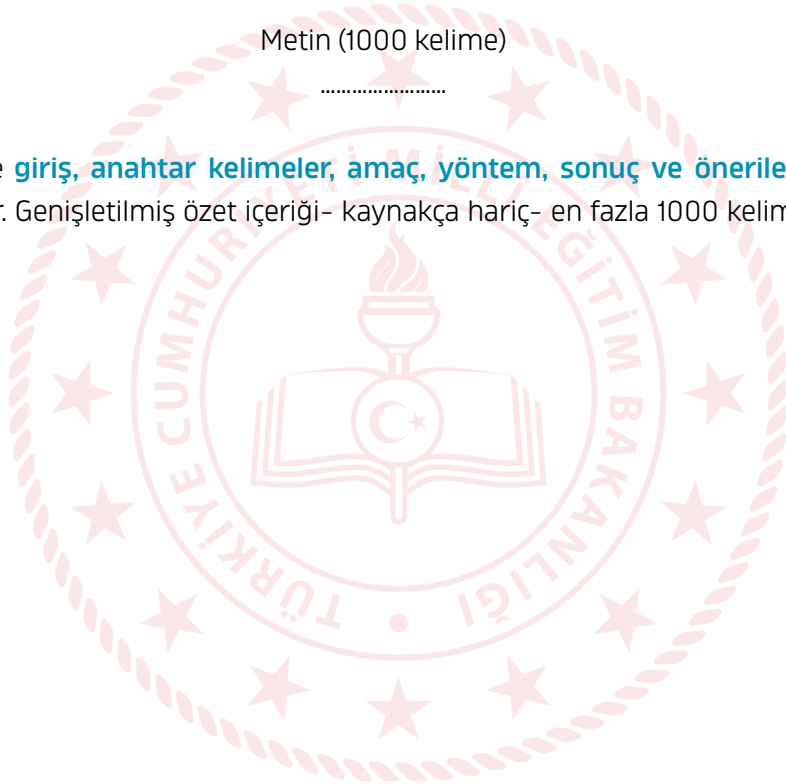 Metin (1000 kelime)
........................
giriş, anahtar kelimeler, amaç, yöntem, sonuç ve önerile
Genişletilmiş özet içeriği- kaynakça hariç- en fazla 1000 kelim
TÜRKİYE CUMHURİYETİ MİLLİ EĞİTİM BAKANLIĞI